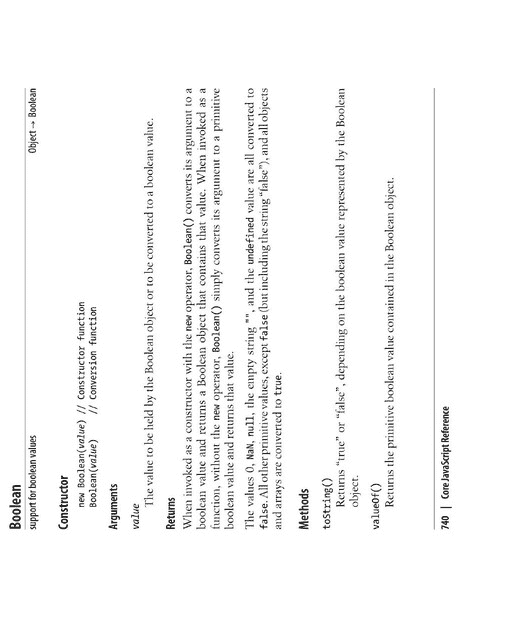 Boolean
support for boolean values Object → Boolean
Constructor
new Boolean(value) // Constructor function
Boolean(value) // Conversion function
Arguments
value
The value to be held by the Boolean object or to be converted to a boolean value.
Returns
When invoked as a constructor with the new operator, Boolean() converts its argument to a
boolean value and returns a Boolean object that contains that value. When invoked as a
function, without the new operator, Boolean() simply converts its argument to a primitive
boolean value and returns that value.
The values 0, NaN, null, the empty string "", and the undefined value are all converted to
false. All other primitive values, except false (but including the string “false”), and all objects
and arrays are converted to true.
Methods
toString()
Returns “true” or “false”, depending on the boolean value represented by the Boolean
object.
valueOf()
Returns the primitive boolean value contained in the Boolean object.
740 | Core JavaScript Reference